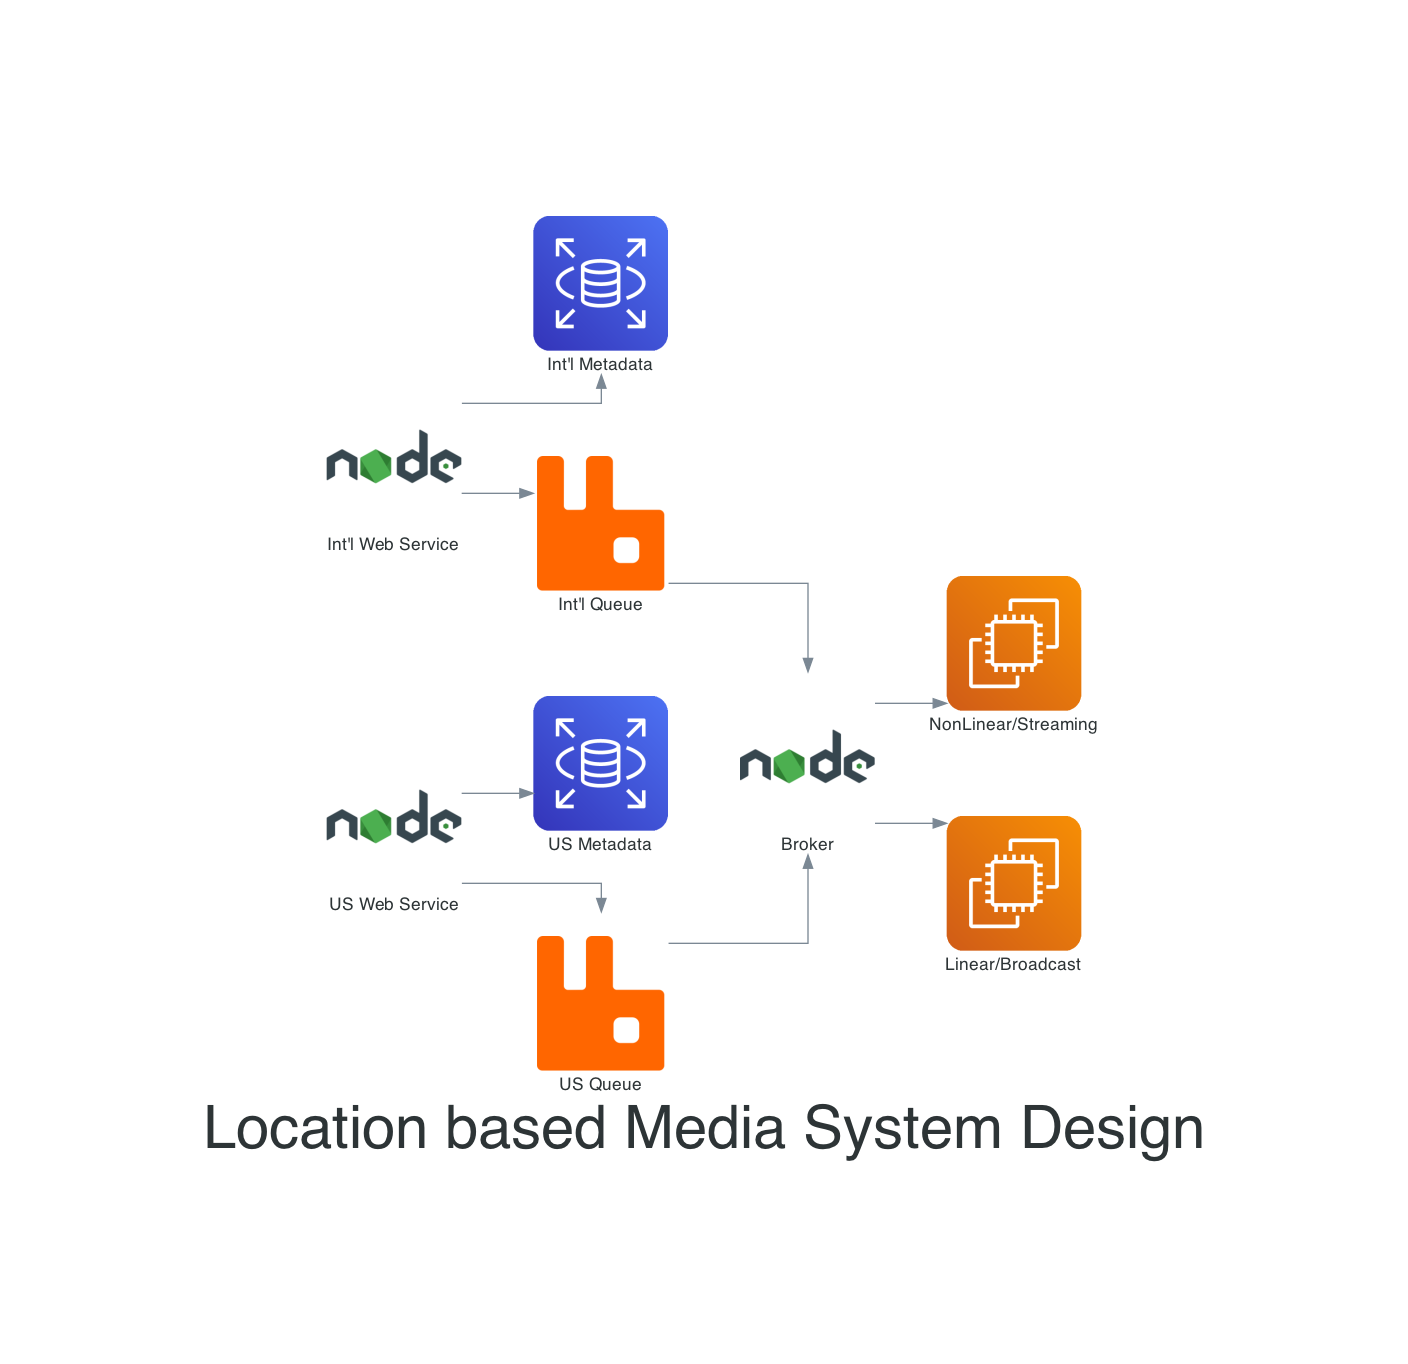 Int'l Metadata
node
Int'l Web Service
Int'l Queue
NonLinear/Streaming
node
US Metadata
Broker
node
US Web Service
Linear/Broadcast
US Queue
Location based Media System Design